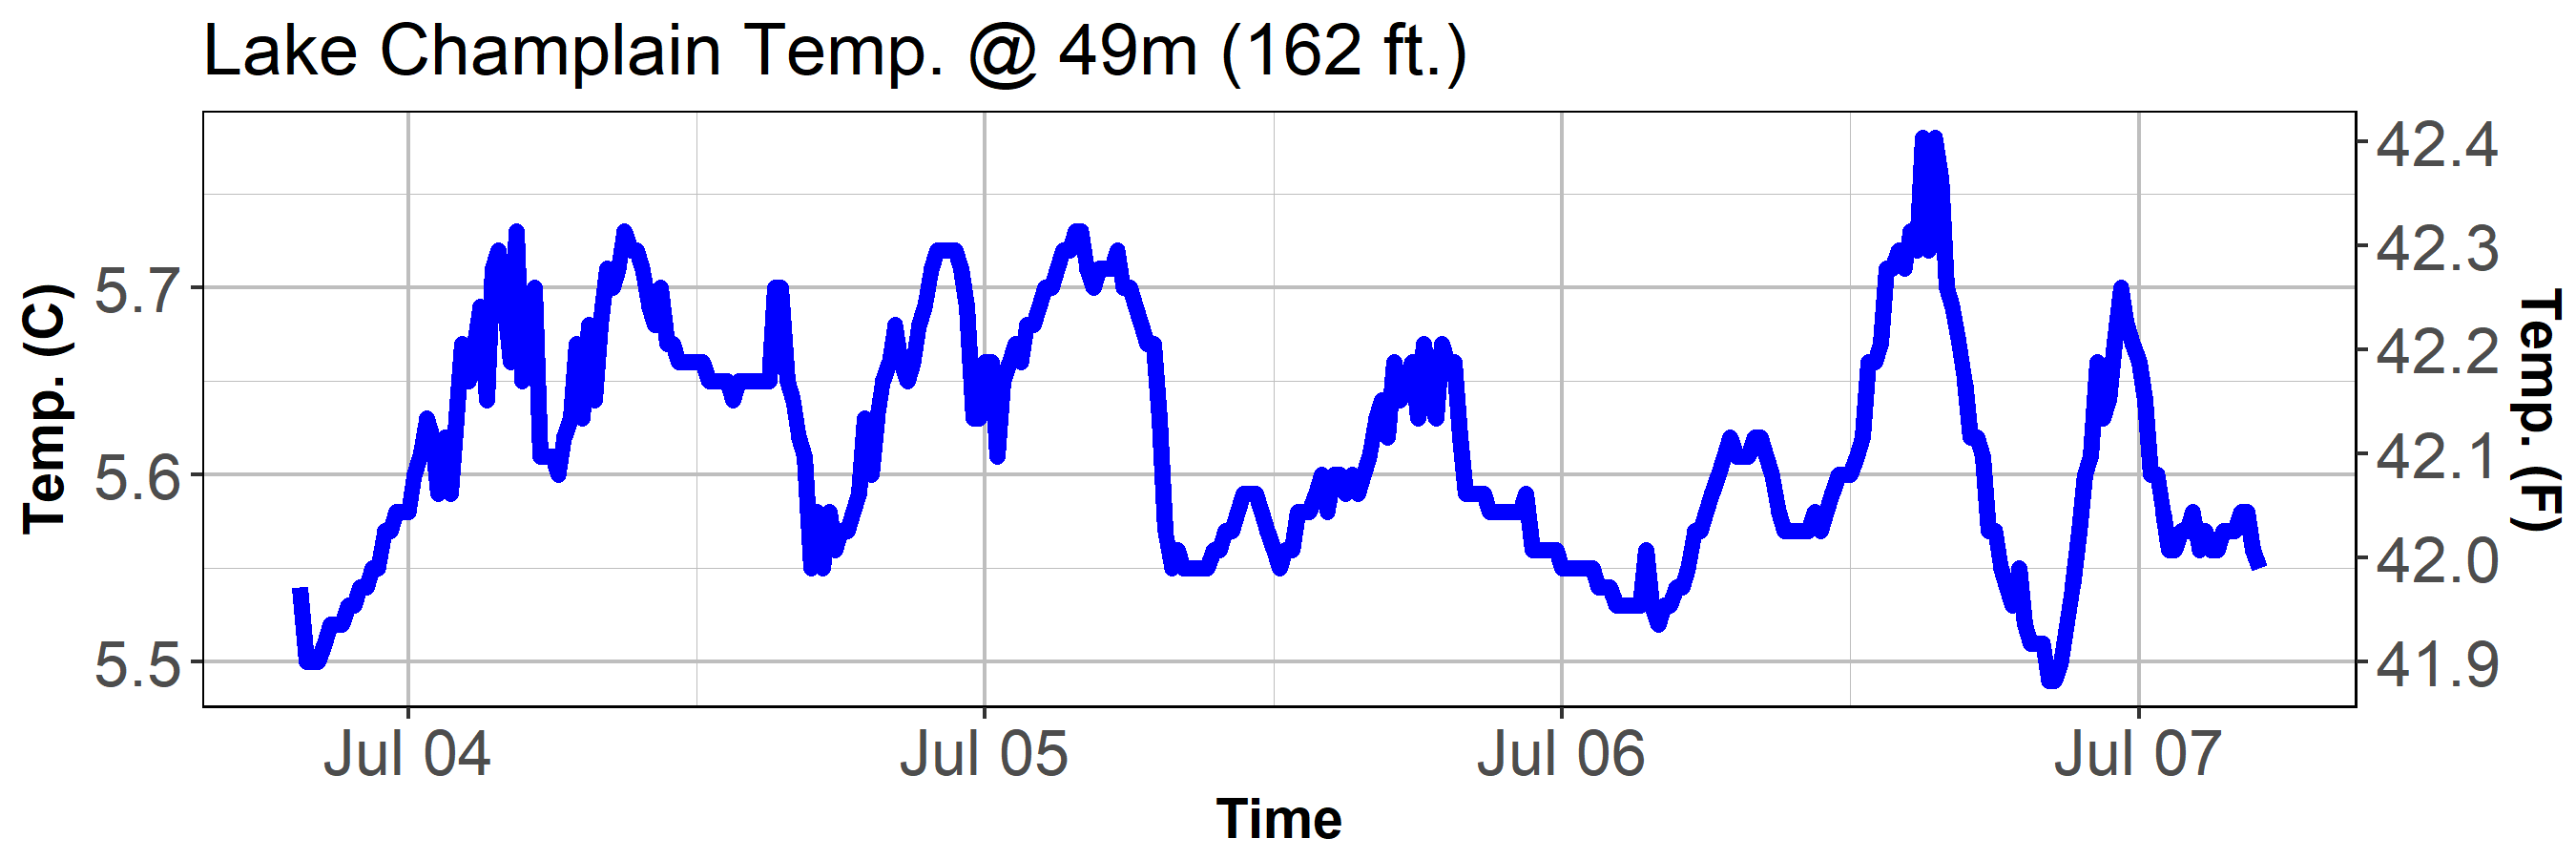 Lake Champlain Temp. @ 49m (162 ft.)
Temp. (C)
5.7
5.6
5.5
42.4
42.3
42.2
42.1
42.0
41.9
Temp. (F)
Jul 04 Jul 05 Jul 06 Jul 07
Time